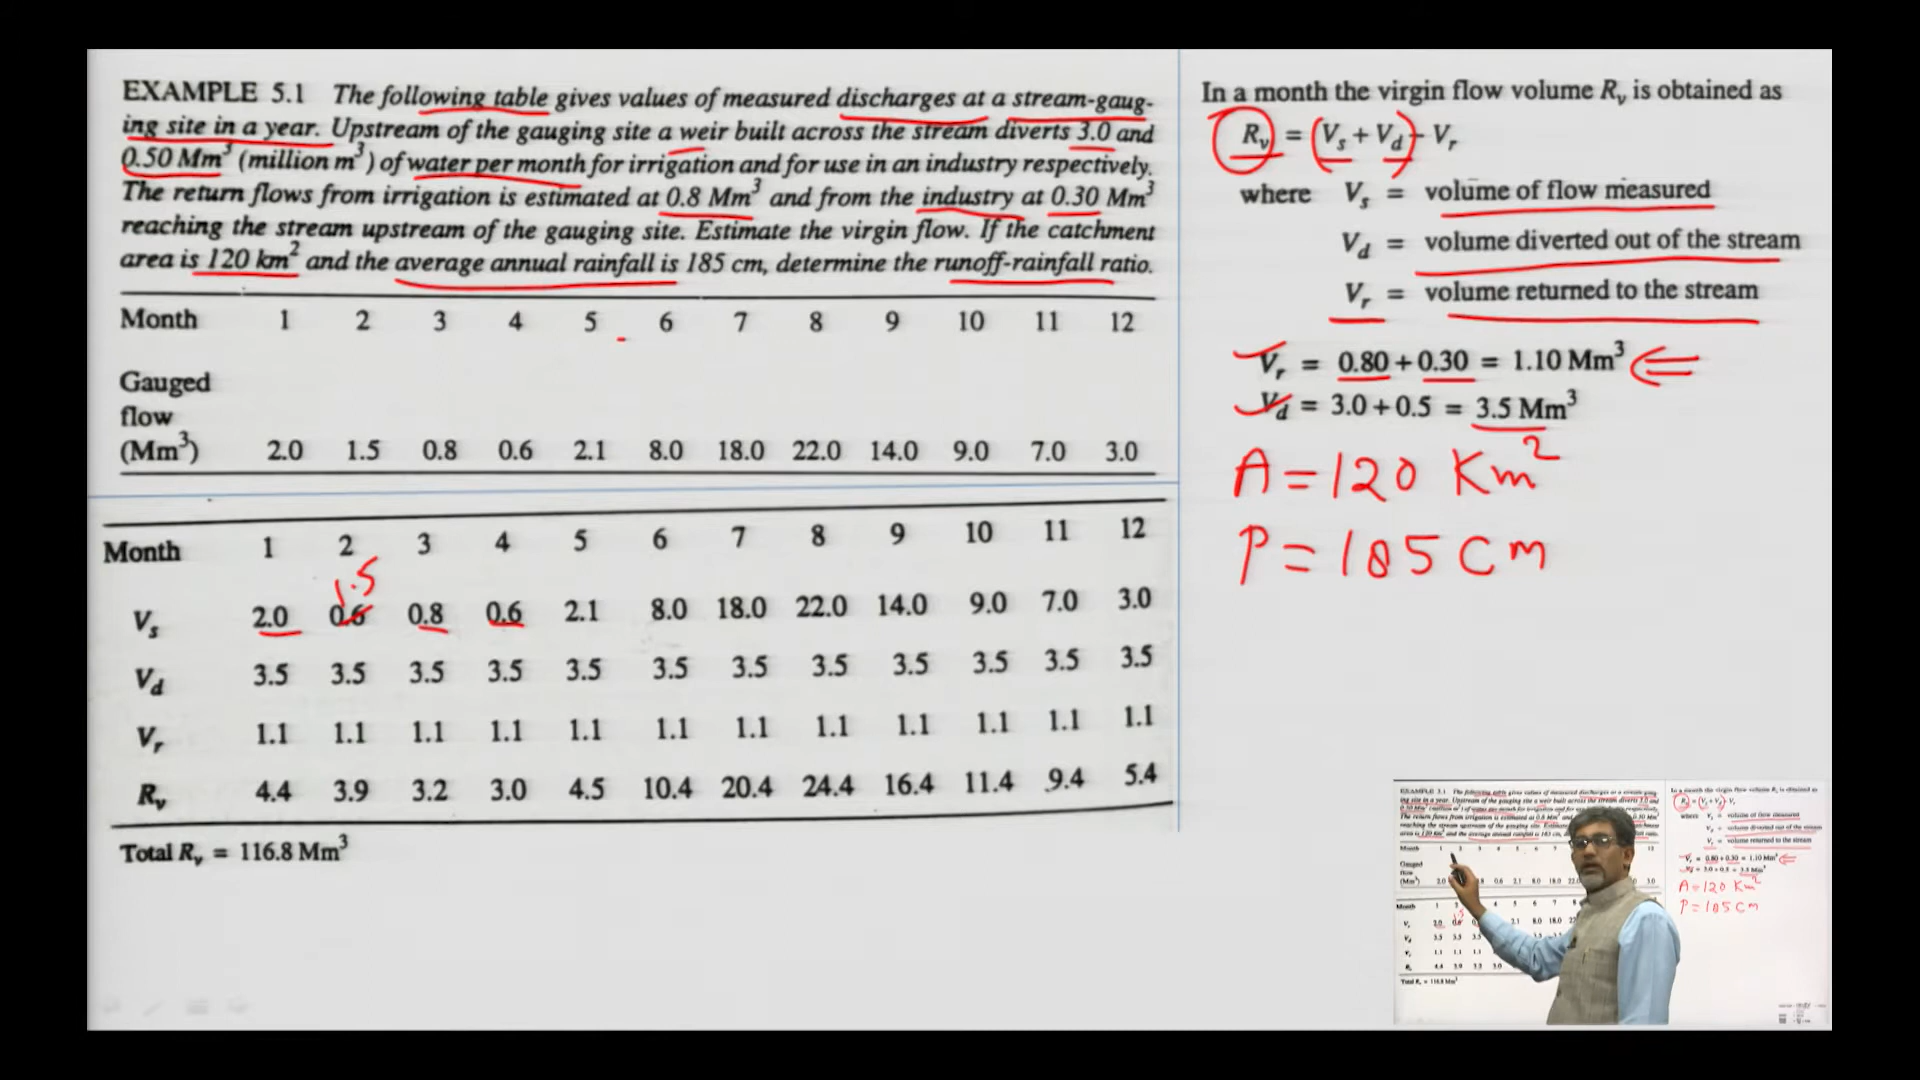 EXAMPLE 5.1 The following table gives values of measured discharges at a stream-gaug-
ing site in a year. Upstream of the gauging site a weir built across the stream diverts 3.0 and
0.50 Mm³ (million m³) of water per month for irrigation and for use in an industry respectively.
The return flows from irrigation is estimated at 0.8 Mm³ and from the industry at 0.30 Mm³
reaching the stream upstream of the gauging site. Estimate the virgin flow. If the catchment
area is 120 km² and the average annual rainfall is 185 cm, determine the runoff-rainfall ratio.
Month 1 2 3 4 5 6 7 8 9 10 11 12
Gauged
flow
(Mm³) 2.0 1.5 0.8 0.6 2.1 8.0 18.0 22.0 14.0 9.0 7.0 3.0
Month 1 2 3 4 5 6 7 8 9 10 11 12
1.5
Vs 2.0 0.6 0.8 0.6 2.1 8.0 18.0 22.0 14.0 9.0 7.0 3.0
Vd 3.5 3.5 3.5 3.5 3.5 3.5 3.5 3.5 3.5 3.5 3.5 3.5
Vr 1.1 1.1 1.1 1.1 1.1 1.1 1.1 1.1 1.1 1.1 1.1 1.1
Rv 4.4 3.9 3.2 3.0 4.5 10.4 20.4 24.4 16.4 11.4 9.4 5.4
Total Rv = 116.8 Mm³
In a month the virgin flow volume Rv is obtained as
Rv = (Vs + Vd) - Vr
where Vs = volume of flow measured
Vd = volume diverted out of the stream
Vr = volume returned to the stream
Vr = 0.80 + 0.30 = 1.10 Mm³
Vd = 3.0 + 0.5 = 3.5 Mm³
A = 120 Km²
P = 185 cm